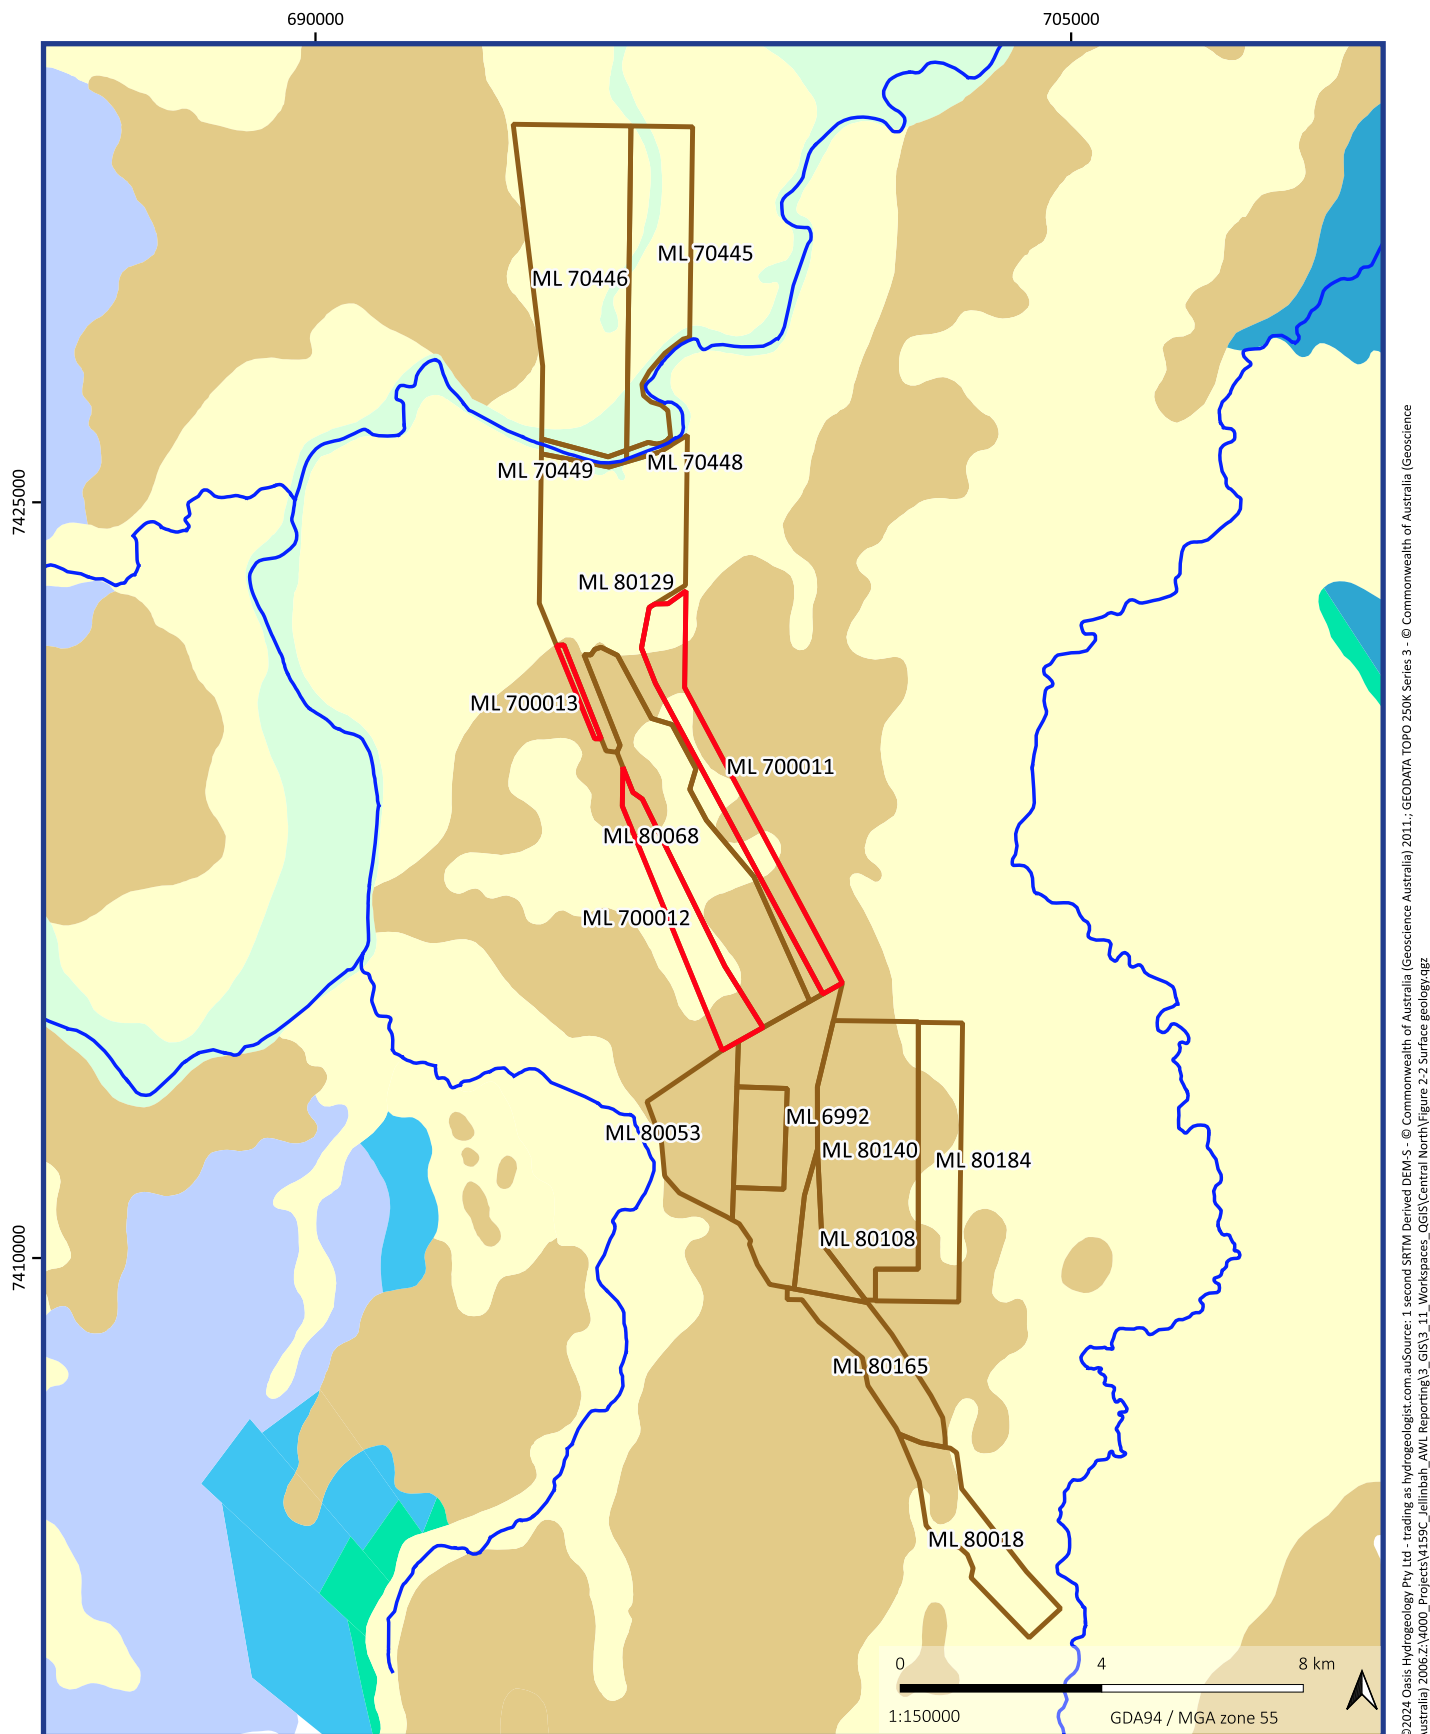 690000
705000
7425000
7410000
ML 70445
ML 70446
ML 70449
ML 70448
ML 80129
ML 700013
ML 700011
ML 80068
ML 700012
ML 6992
ML 80053
ML 80140
ML 80184
ML 80108
ML 80165
ML 80018
0 4 8 km
1:150000
GDA94 / MGA zone 55
©2024 Oasis Hydrogeology Pty Ltd - trading as hydrogeologist.com.auSource: 1 second SRTM Derived DEM-S - © Commonwealth of Australia (Geoscience Australia) 2011.; GEODATA TOPO 250K Series 3 - © Commonwealth of Australia (Geoscience
ustralia) 2006.Z:\4000_Projects\4159C_Jellinbah_AWL Reporting\3_GIS\3_11_Workspaces_QGIS\Central North\Figure 2-2 Surface geology.qgz